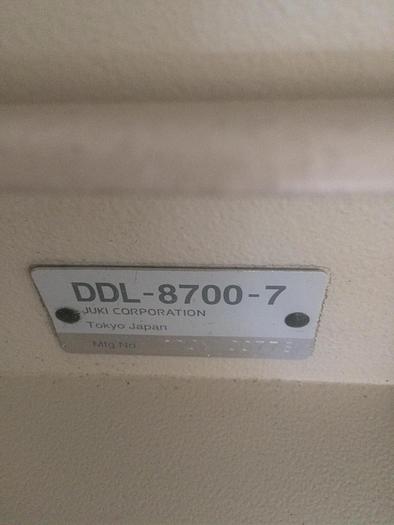 DDL-8700-7
JUKI CORPORATION
Tokyo Japan
Mfg No